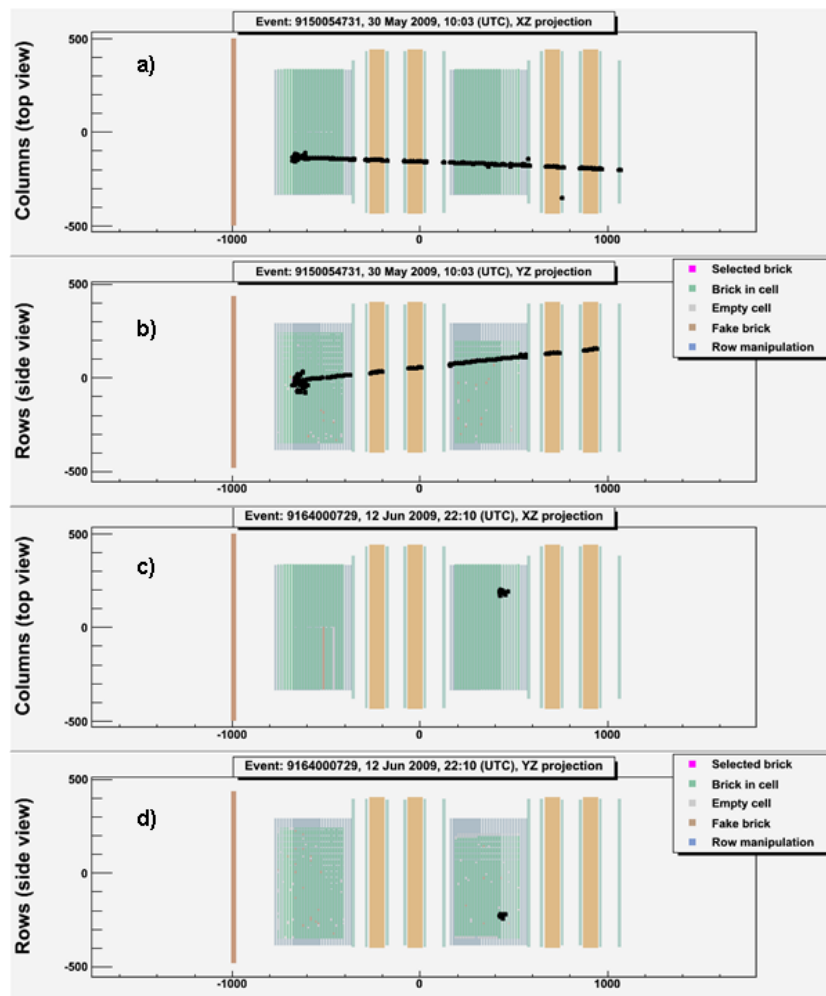 Event: 9150054731, 30 May 2009, 10:03 (UTC), XZ projection
a)
Columns (top view)
500
0
-500
-1000 0 1000
Event: 9150054731, 30 May 2009, 10:03 (UTC), YZ projection
b)
Rows (side view)
500
0
-500
-1000 0 1000
Selected brick
Brick in cell
Empty cell
Fake brick
Row manipulation
Event: 9164000729, 12 Jun 2009, 22:10 (UTC), XZ projection
c)
Columns (top view)
500
0
-500
-1000 0 1000
Event: 9164000729, 12 Jun 2009, 22:10 (UTC), YZ projection
d)
Rows (side view)
500
0
-500
-1000 0 1000
Selected brick
Brick in cell
Empty cell
Fake brick
Row manipulation